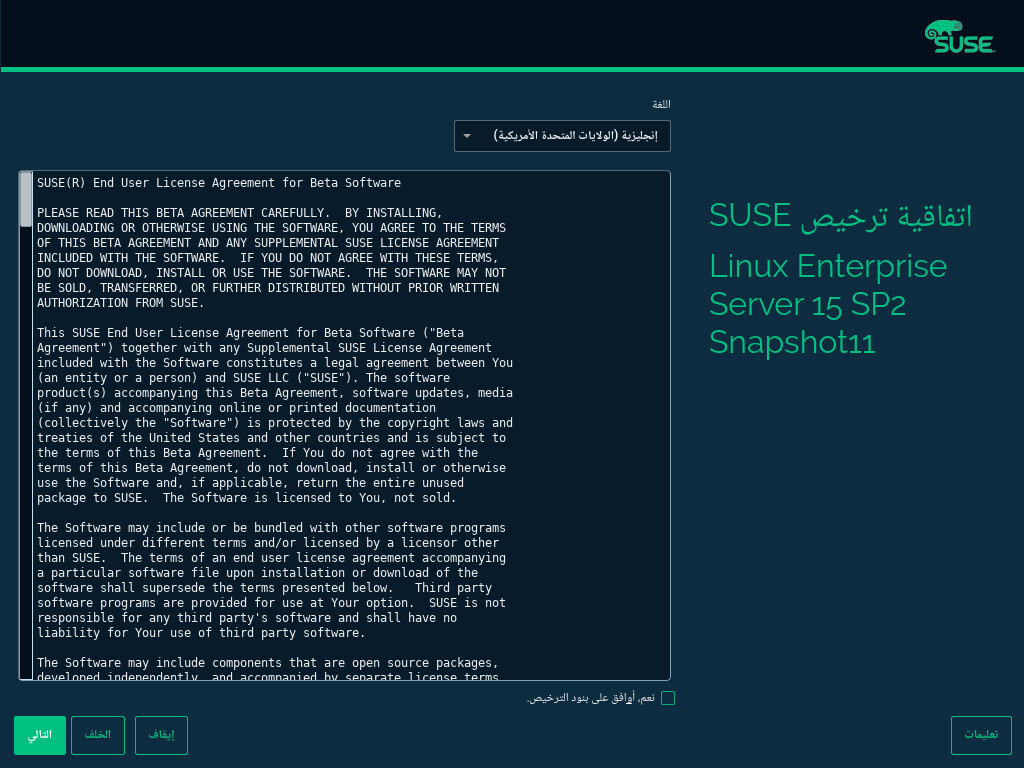 SUSE
اللغة
إنجليزية (الولايات المتحدة الأمريكية)
اتفاقية ترخيص SUSE
Linux Enterprise
Server 15 SP2
Snapshot11
SUSE(R) End User License Agreement for Beta Software
PLEASE READ THIS BETA AGREEMENT CAREFULLY.  BY INSTALLING,
DOWNLOADING OR OTHERWISE USING THE SOFTWARE, YOU AGREE TO THE TERMS
OF THIS BETA AGREEMENT AND ANY SUPPLEMENTAL SUSE LICENSE AGREEMENT
INCLUDED WITH THE SOFTWARE.  IF YOU DO NOT AGREE WITH THESE TERMS,
DO NOT DOWNLOAD, INSTALL OR USE THE SOFTWARE.  THE SOFTWARE MAY NOT
BE SOLD, TRANSFERRED, OR FURTHER DISTRIBUTED WITHOUT PRIOR WRITTEN
AUTHORIZATION FROM SUSE.
This SUSE End User License Agreement for Beta Software ("Beta
Agreement") together with any Supplemental SUSE License Agreement
included with the Software constitutes a legal agreement between You
(an entity or a person) and SUSE LLC ("SUSE"). The software
product(s) accompanying this Beta Agreement, software updates, media
(if any) and accompanying online or printed documentation
(collectively the "Software") is protected by the copyright laws and
treaties of the United States and other countries and is subject to
the terms of this Beta Agreement.  If You do not agree with the
terms of this Beta Agreement, do not download, install or otherwise
use the Software and, if applicable, return the entire unused
package to SUSE.  The Software is licensed to You, not sold.
The Software may include or be bundled with other software programs
licensed under different terms and/or licensed by a licensor other
than SUSE.  The terms of an end user license agreement accompanying
a particular software file upon installation or download of the
software shall supersede the terms presented below.   Third party
software programs are provided for use at Your option.  SUSE is not
responsible for any third party's software and shall have no
liability for Your use of third party software.
The Software may include components that are open source packages,
developed independently, and accompanied by separate license terms.
نعم، أوافق على بنود الترخيص.
تعليمات
إيقاف
الخلف
التالي